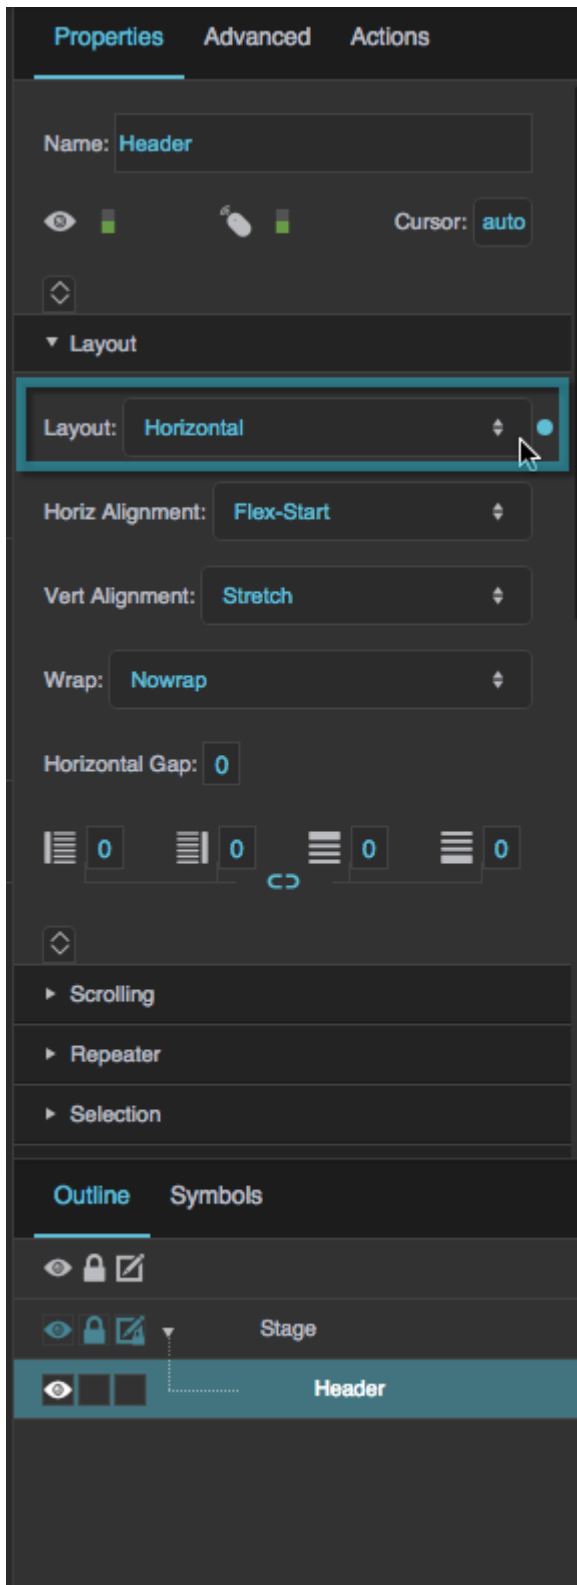 Properties Advanced Actions
Name: Header
Cursor: auto
Layout
Layout: Horizontal
Horiz Alignment: Flex-Start
Vert Alignment: Stretch
Wrap: Nowrap
Horizontal Gap: 0
0 0 0 0
Scrolling
Repeater
Selection
Outline Symbols
Stage
Header